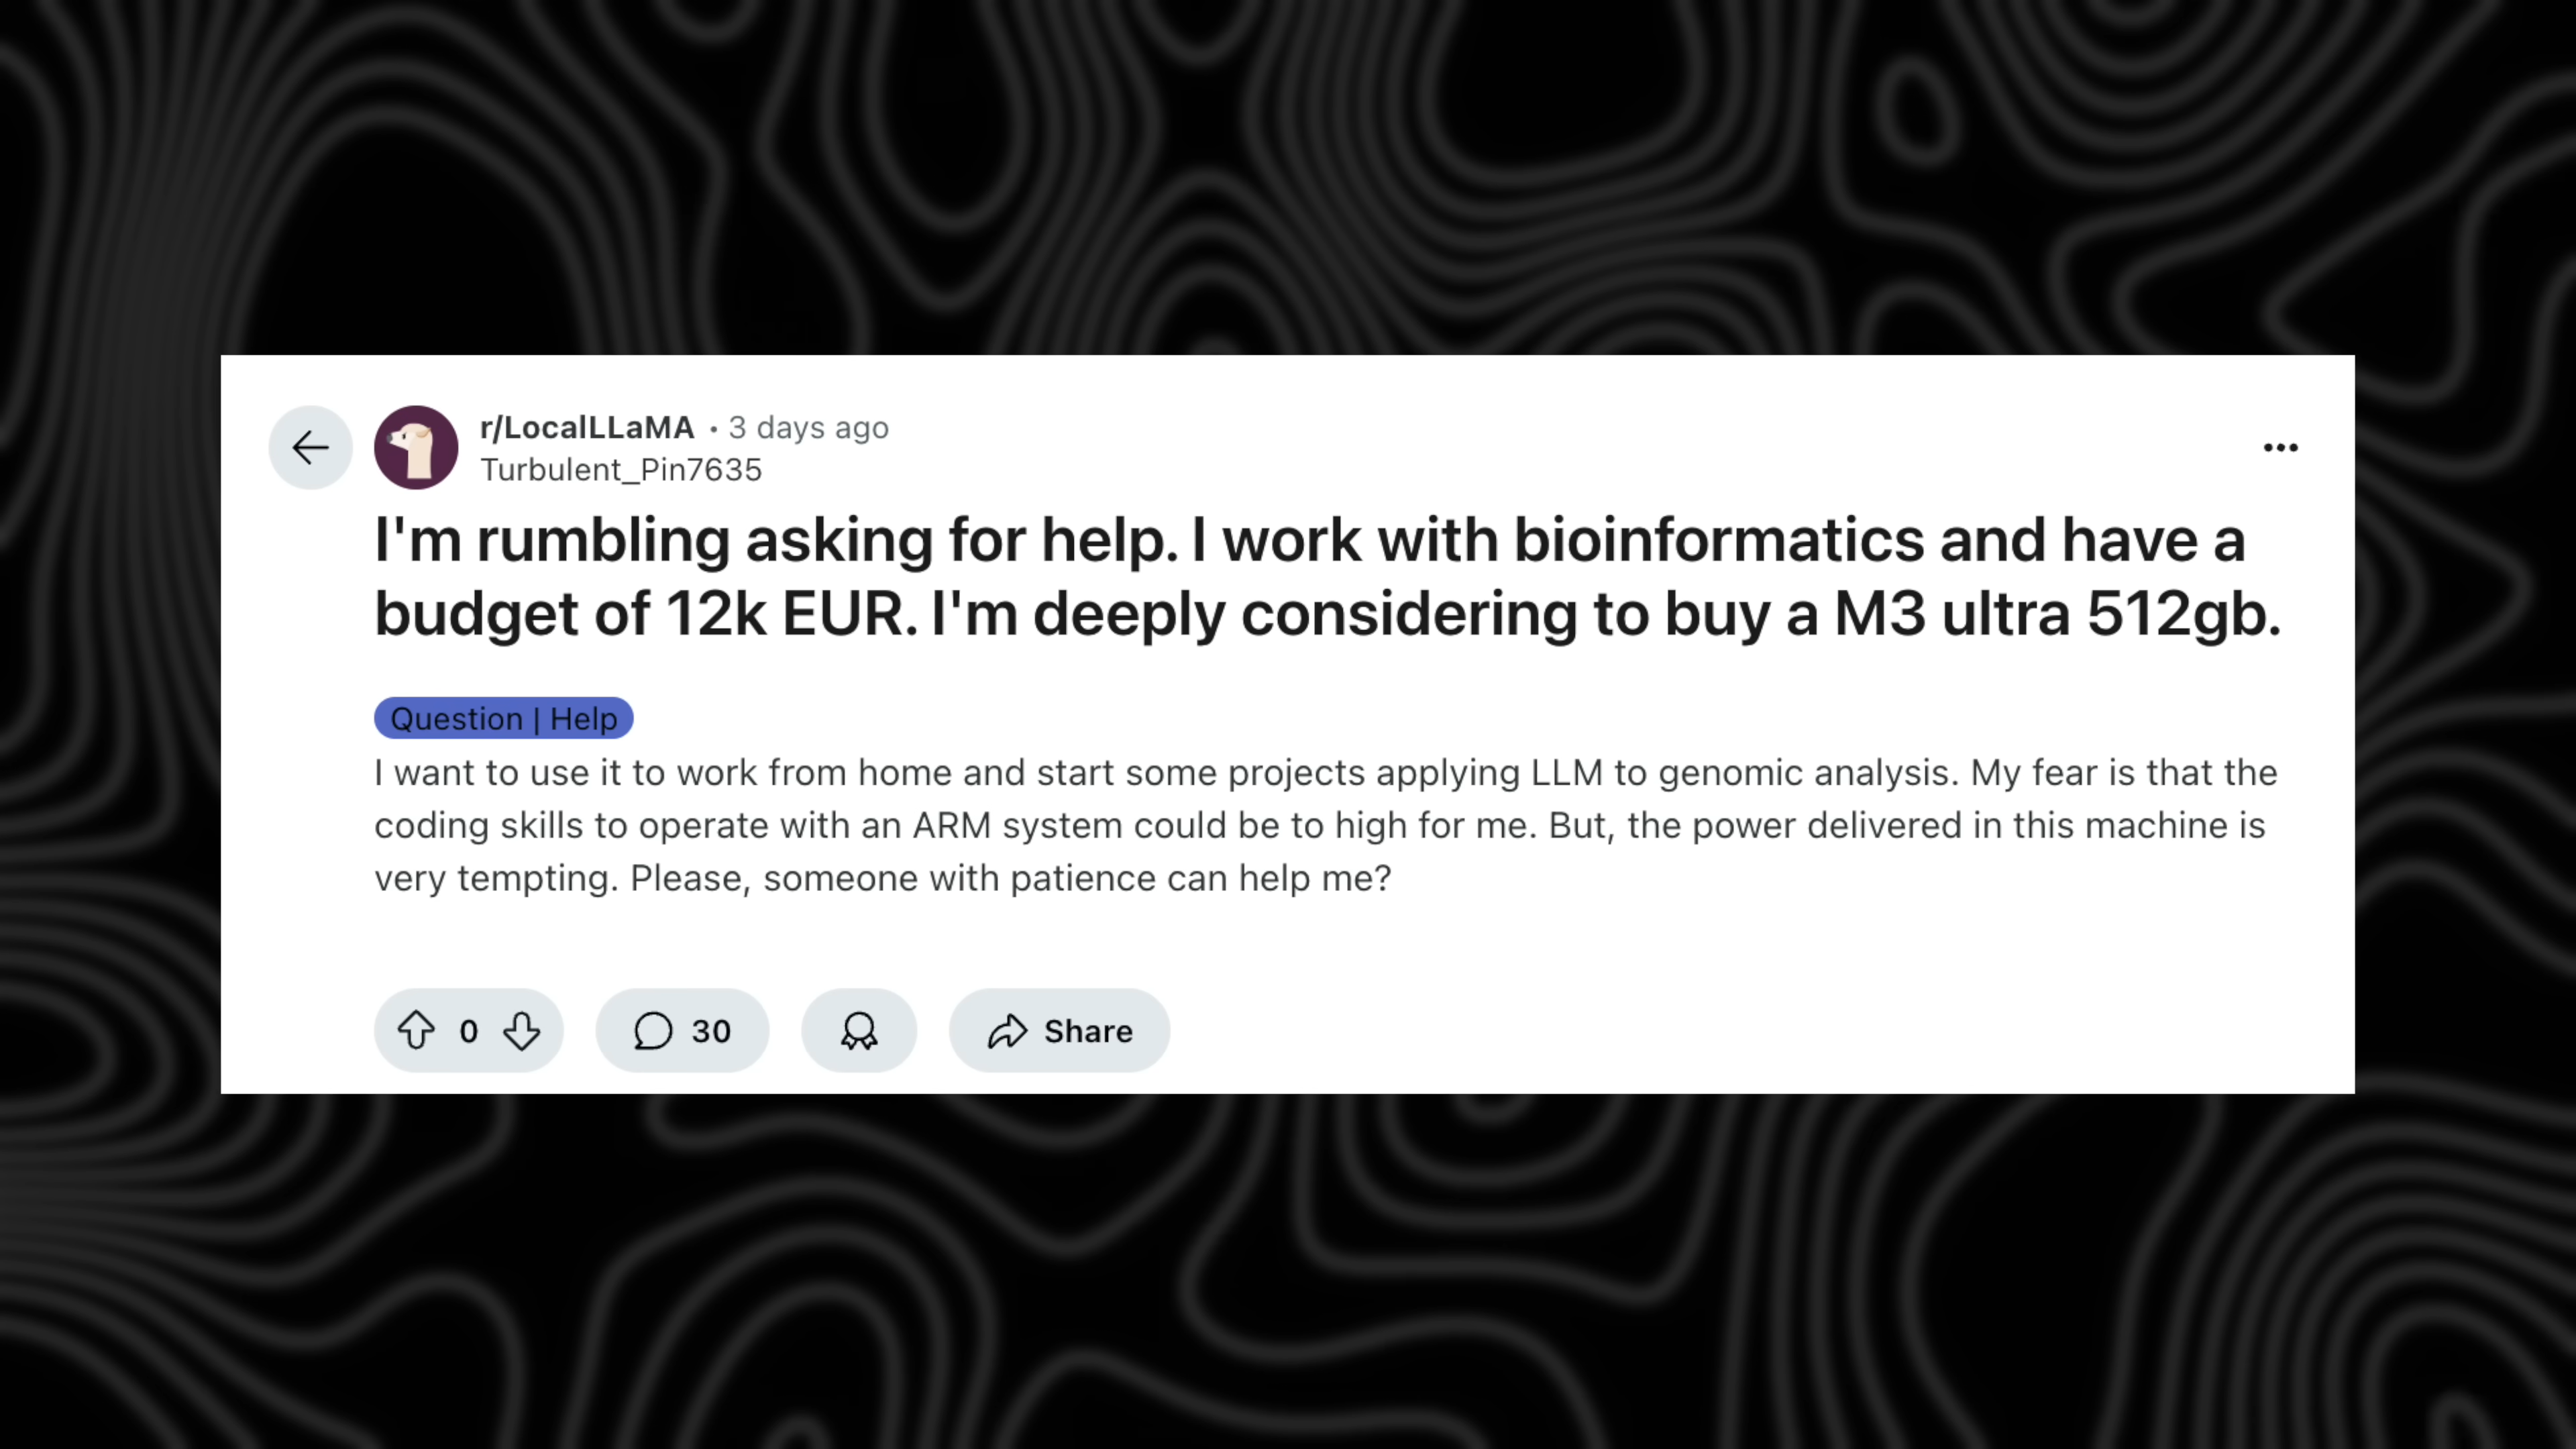 r/LocalLLaMA • 3 days ago
Turbulent_Pin7635
I'm rumbling asking for help. I work with bioinformatics and have a
budget of 12k EUR. I'm deeply considering to buy a M3 ultra 512gb.
Question | Help
I want to use it to work from home and start some projects applying LLM to genomic analysis. My fear is that the
coding skills to operate with an ARM system could be to high for me. But, the power delivered in this machine is
very tempting. Please, someone with patience can help me?
0 30 Share